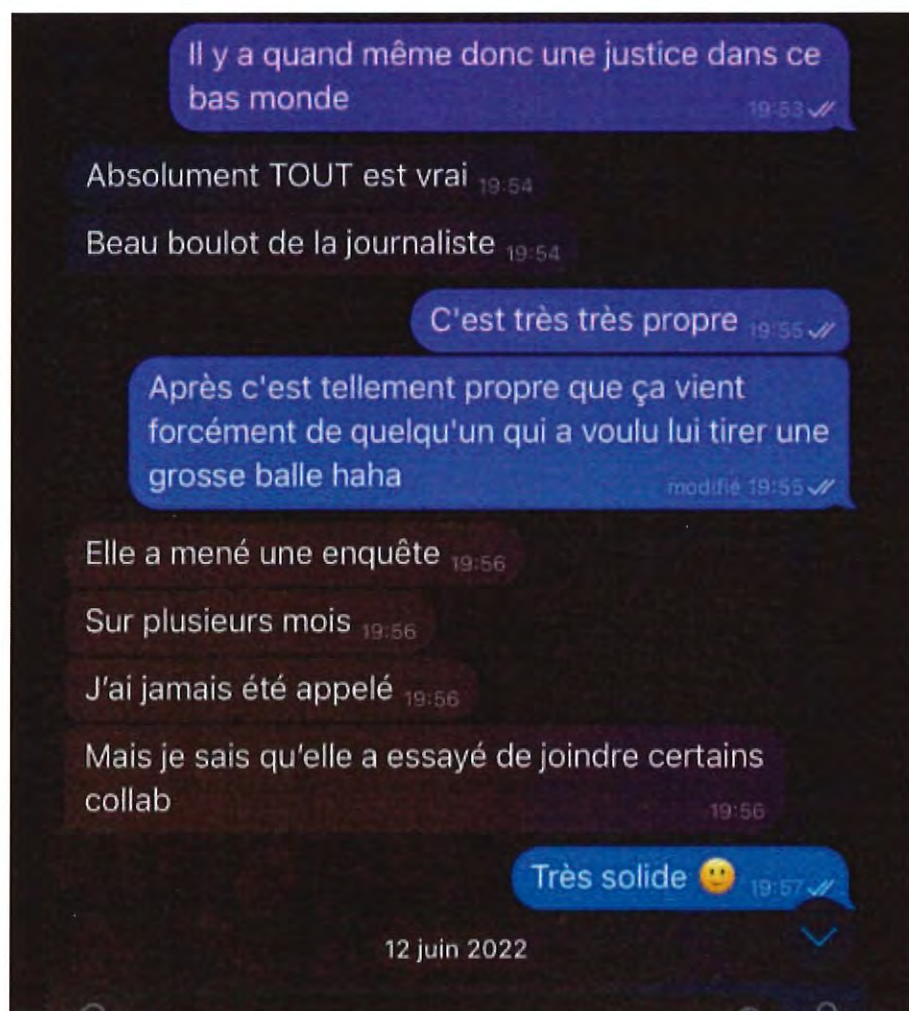 Il y a quand même donc une justice dans ce
bas monde
19:53
Absolument TOUT est vrai 19:54
Beau boulot de la journaliste 19:54
C'est très très propre 19:55
Après c'est tellement propre que ça vient
forcément de quelqu'un qui a voulu lui tirer une
grosse balle haha
modifié 19:55
Elle a mené une enquête 19:56
Sur plusieurs mois 19:56
J'ai jamais été appelé 19:56
Mais je sais qu'elle a essayé de joindre certains
collab
19:56
Très solide 🙂 19:57
12 juin 2022